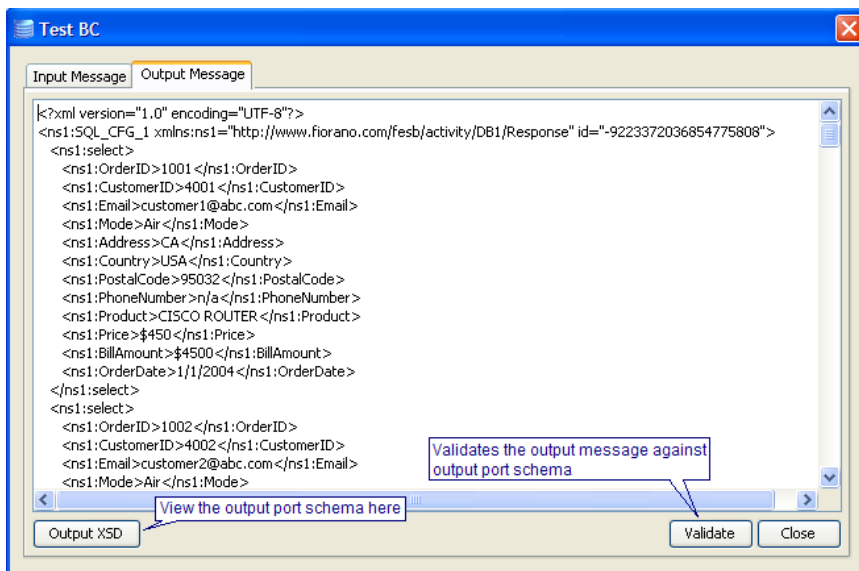 Test BC
Input Message
Output Message
<?xml version="1.0" encoding="UTF-8"?>
<ns1:SQL_CFG_1 xmlns:ns1="http://www.fiorano.com/fesb/activity/DB1/Response" id="-9223372036854775808">
<ns1:select>
<ns1:OrderID>1001</ns1:OrderID>
<ns1:CustomerID>4001</ns1:CustomerID>
<ns1:Email>customer1@abc.com</ns1:Email>
<ns1:Mode>Air</ns1:Mode>
<ns1:Address>CA</ns1:Address>
<ns1:Country>USA</ns1:Country>
<ns1:PostalCode>95032</ns1:PostalCode>
<ns1:PhoneNumber>n/a</ns1:PhoneNumber>
<ns1:Product>CISCO ROUTER</ns1:Product>
<ns1:Price>$450</ns1:Price>
<ns1:BillAmount>$4500</ns1:BillAmount>
<ns1:OrderDate>1/1/2004</ns1:OrderDate>
</ns1:select>
<ns1:select>
<ns1:OrderID>1002</ns1:OrderID>
<ns1:CustomerID>4002</ns1:CustomerID>
<ns1:Email>customer2@abc.com</ns1:Email>
<ns1:Mode>Air</ns1:Mode>
Validates the output message against
output port schema
View the output port schema here
Output XSD
Validate
Close